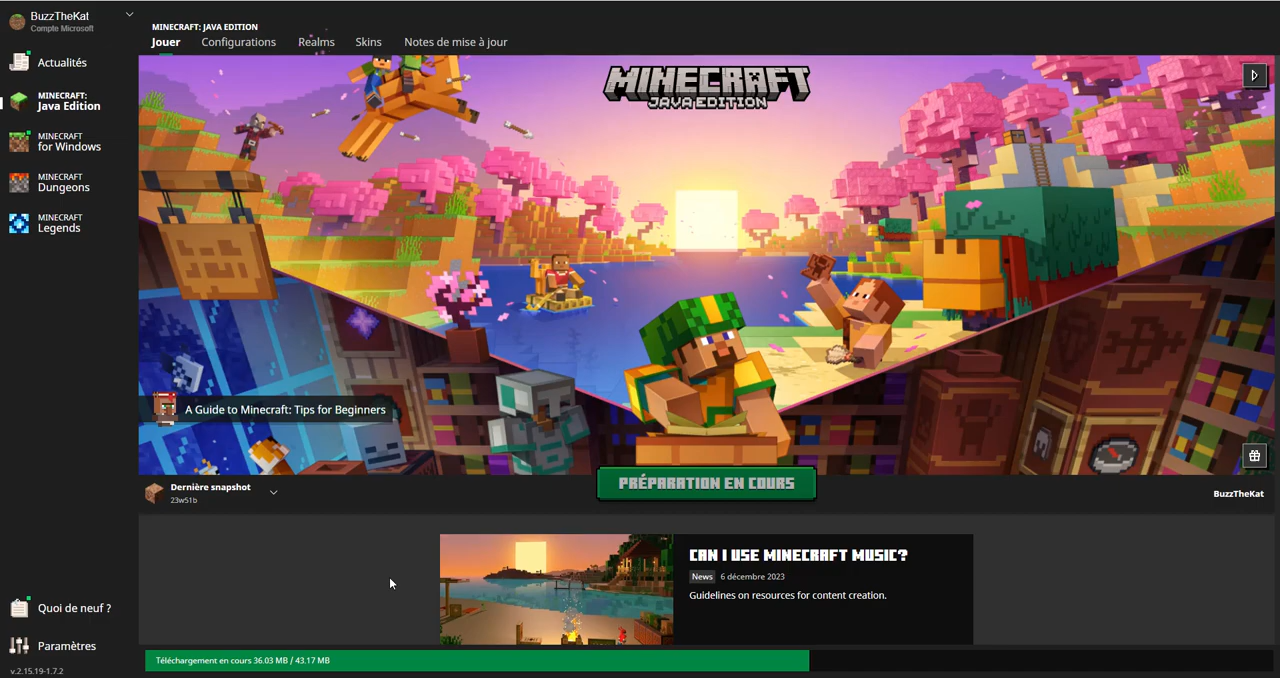 BuzzTheKat
Compte Microsoft
Actualités
MINECRAFT:
Java Edition
MINECRAFT
for Windows
MINECRAFT
Dungeons
MINECRAFT
Legends
Quoi de neuf ?
Paramètres
v.2.15.19-1.7.2
MINECRAFT: JAVA EDITION
Jouer Configurations Realms Skins Notes de mise à jour
MINECRAFT
JAVA EDITION
A Guide to Minecraft: Tips for Beginners
Dernière snapshot
23w51b
PRÉPARATION EN COURS
BuzzTheKat
CAN I USE MINECRAFT MUSIC?
News 6 décembre 2023
Guidelines on resources for content creation.
Téléchargement en cours 36.03 MB / 43.17 MB